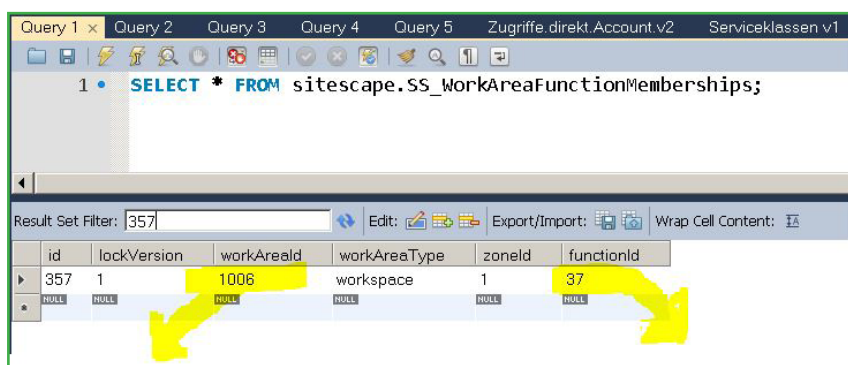 Query 1 × Query 2 Query 3 Query 4 Query 5 Zugriffe.direkt.Account.v2 Serviceklassen v1
1 SELECT * FROM sitescape.SS_WorkAreaFunctionMemberships;
Result Set Filter: 357 Edit: Export/Import: Wrap Cell Content:
id lockVersion workAreaId workAreaType zoneId functionId
357 1 1006 workspace 1 37
NULL NULL NULL NULL NULL NULL